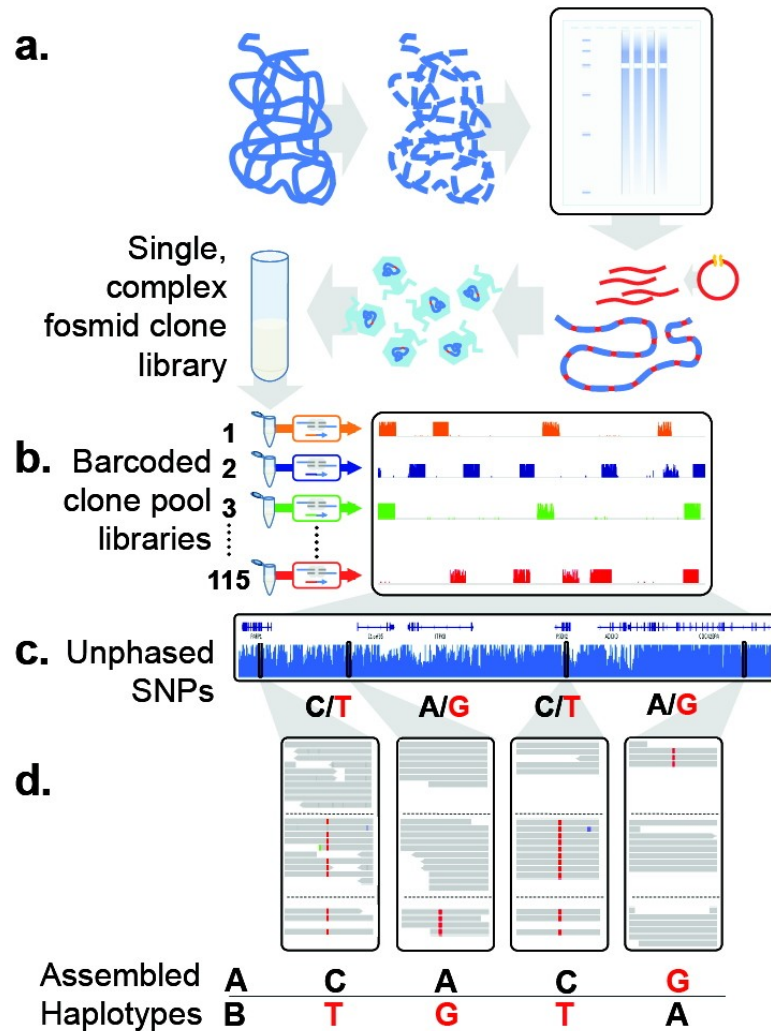 a.
Single,
complex
fosmid clone
library
b.
Barcoded
clone pool
libraries
1
2
3
115
c.
Unphased
SNPs
C/T A/G C/T A/G
d.
Assembled
Haplotypes
A C A C G
B T G T A